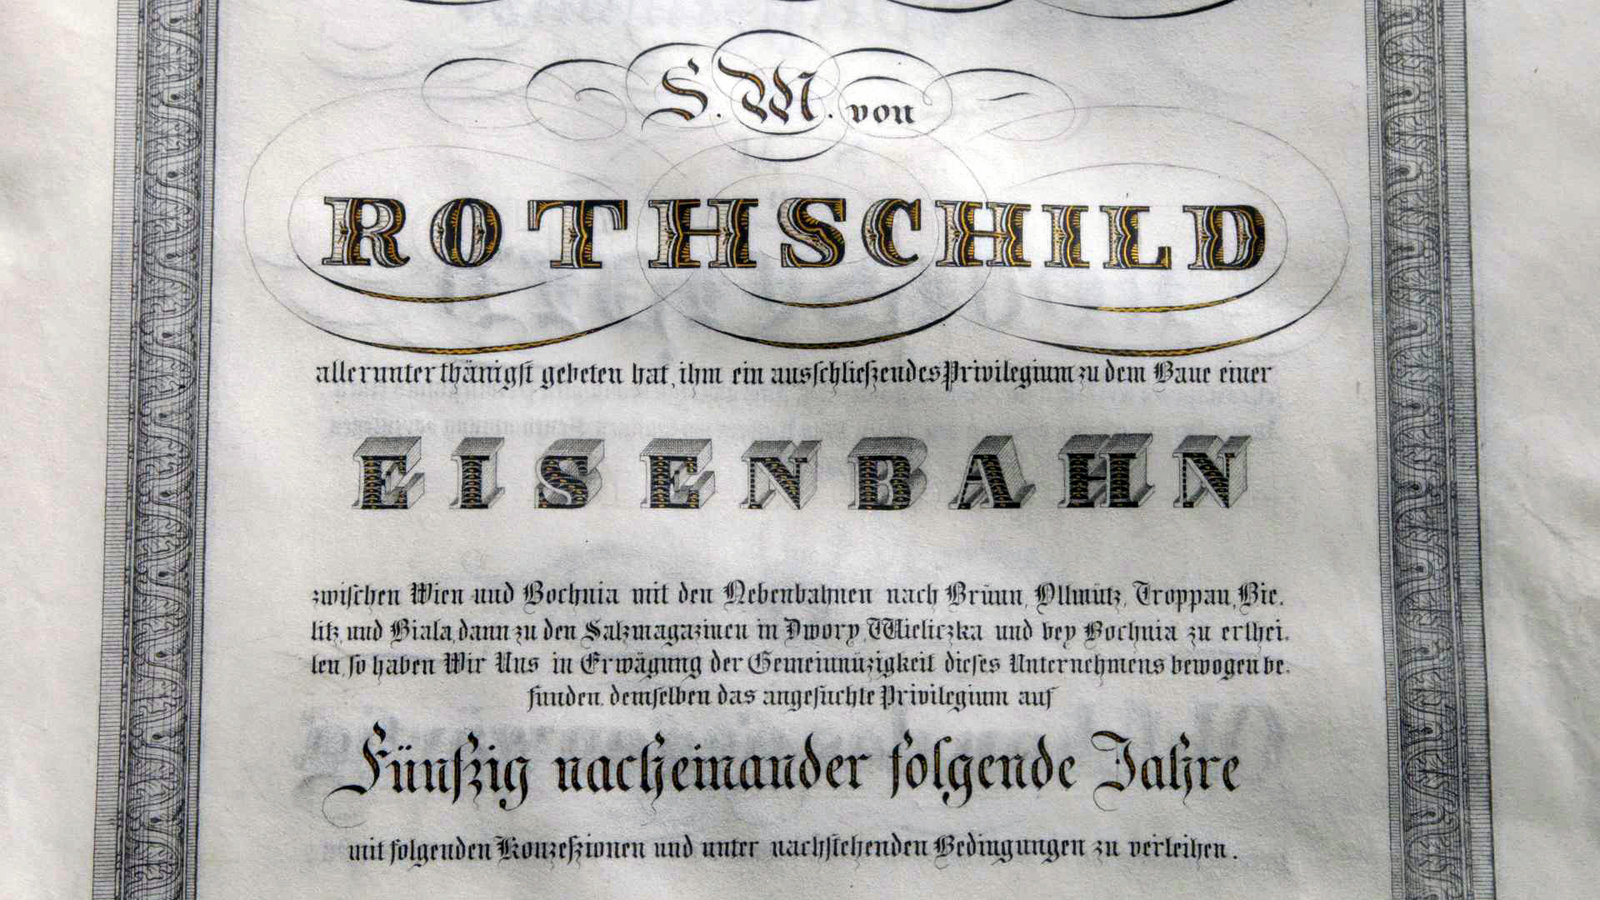 S. M. von
ROTHSCHILD
allerunterthänigst gebeten hat, ihm ein ausschließendes Privilegium zu dem Baue einer
EISENBAHN
zwischen Wien und Bochnia mit den Nebenbahnen nach Brünn, Ollmütz, Troppau, Bie-
litz und Biala, dann zu den Salzmagazinen in Dwory, Wieliczka und bey Bochnia zu erthei-
len, so haben Wir Uns in Erwägung der Gemeinnüzigkeit dieses Unternehmens bewogen be-
funden, demselben das angesuchte Privilegium auf
Fünfzig nacheinander folgende Jahre
mit folgenden Konzeßionen und unter nachstehenden Bedingungen zu verleihen.